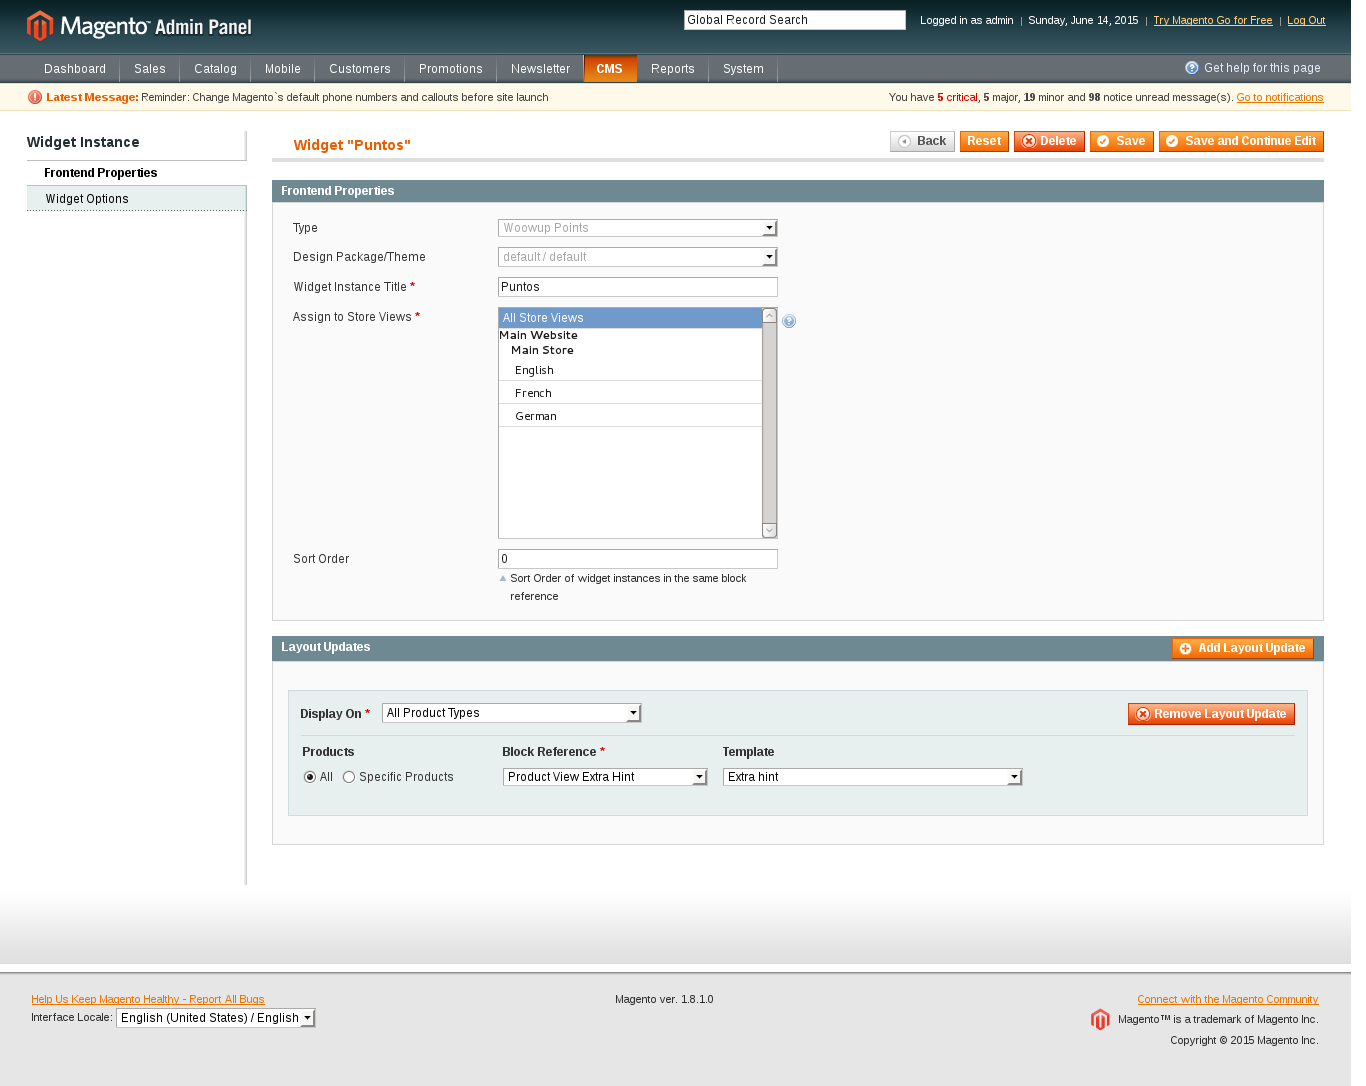 Magento™ Admin Panel
Global Record Search
Logged in as admin | Sunday, June 14, 2015 | Try Magento Go for Free | Log Out
Dashboard Sales Catalog Mobile Customers Promotions Newsletter CMS Reports System
Get help for this page
Latest Message: Reminder: Change Magento`s default phone numbers and callouts before site launch
You have 5 critical, 5 major, 19 minor and 98 notice unread message(s). Go to notifications
Widget Instance
Frontend Properties
Widget Options
Widget "Puntos"
Back Reset Delete Save Save and Continue Edit
Frontend Properties
Type Woowup Points
Design Package/Theme default / default
Widget Instance Title * Puntos
Assign to Store Views * All Store Views
Main Website
Main Store
English
French
German
Sort Order 0
Sort Order of widget instances in the same block
reference
Layout Updates Add Layout Update
Display On * All Product Types Remove Layout Update
Products Block Reference * Template
All Specific Products Product View Extra Hint Extra hint
Help Us Keep Magento Healthy - Report All Bugs
Interface Locale: English (United States) / English
Magento ver. 1.8.1.0
Connect with the Magento Community
Magento™ is a trademark of Magento Inc.
Copyright © 2015 Magento Inc.